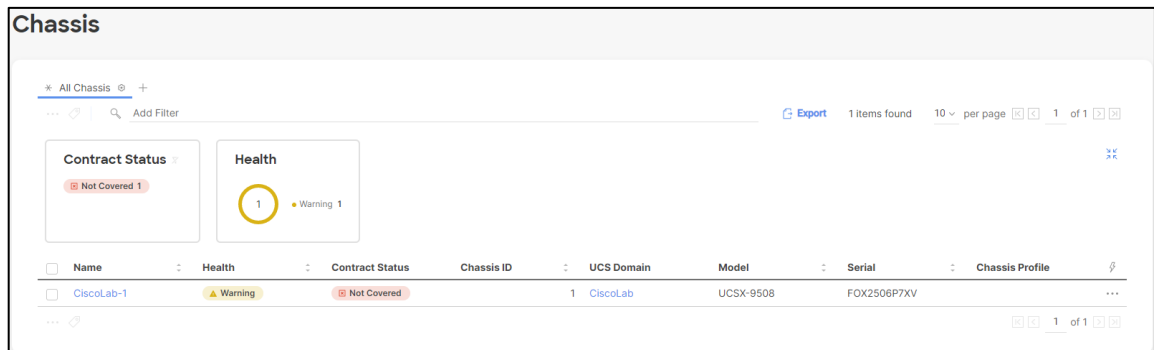 Chassis
All Chassis
Add Filter
Export 1 items found 10 per page 1 of 1
Contract Status
Health
Not Covered 1
1
Warning 1
Name Health Contract Status Chassis ID UCS Domain Model Serial Chassis Profile
CiscoLab-1 Warning Not Covered 1 CiscoLab UCSX-9508 FOX2506P7XV
1 of 1